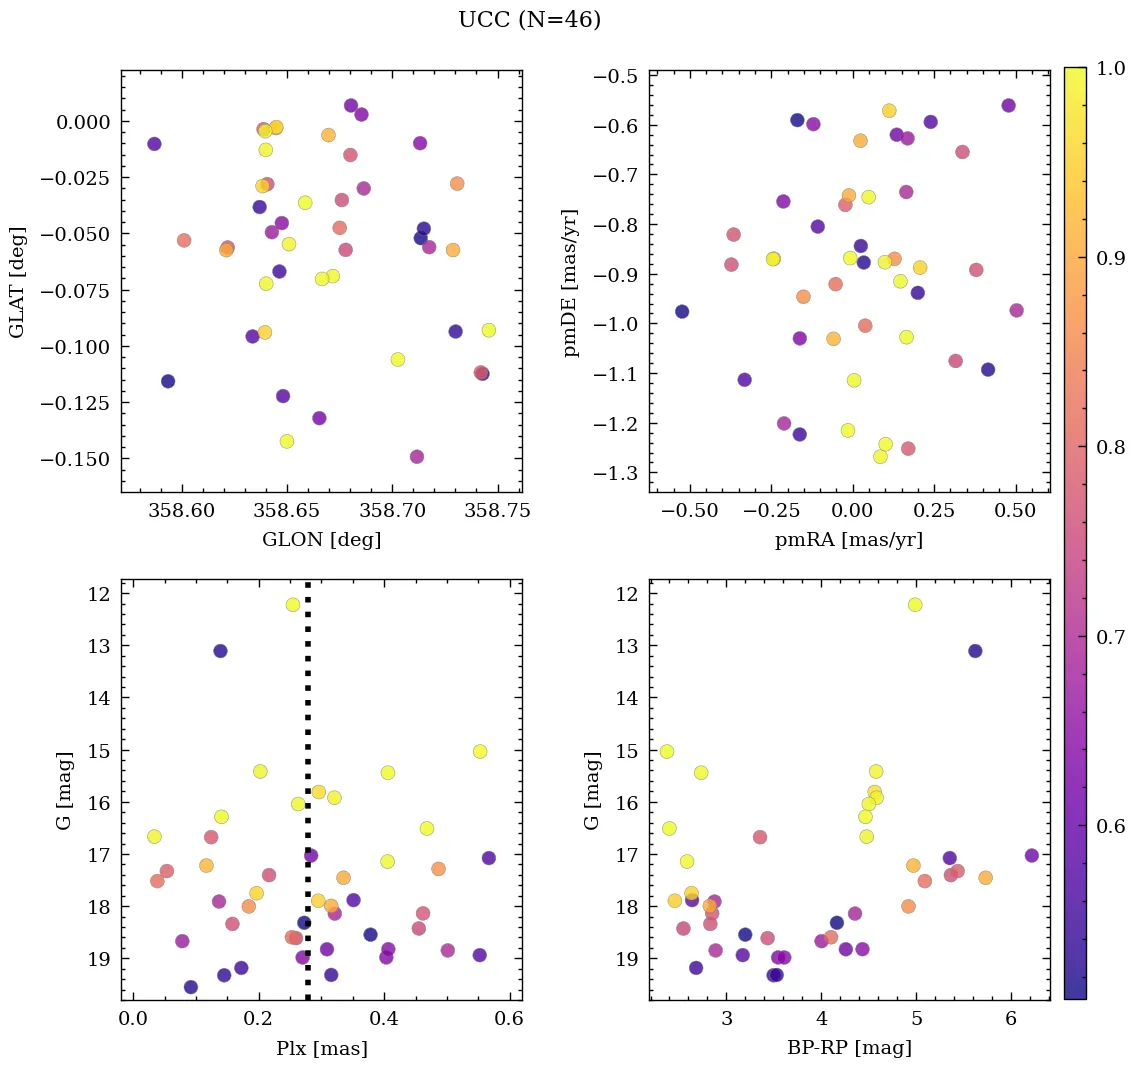 UCC (N=46)
0.000
−0.025
−0.050
−0.075
−0.100
−0.125
−0.150
GLAT [deg]
358.60 358.65 358.70 358.75
GLON [deg]
−0.5
−0.6
−0.7
−0.8
−0.9
−1.0
−1.1
−1.2
−1.3
pmDE [mas/yr]
−0.50 −0.25 0.00 0.25 0.50
pmRA [mas/yr]
12
13
14
15
16
17
18
19
G [mag]
0.0 0.2 0.4 0.6
Plx [mas]
12
13
14
15
16
17
18
19
G [mag]
3 4 5 6
BP-RP [mag]
1.0
0.9
0.8
0.7
0.6